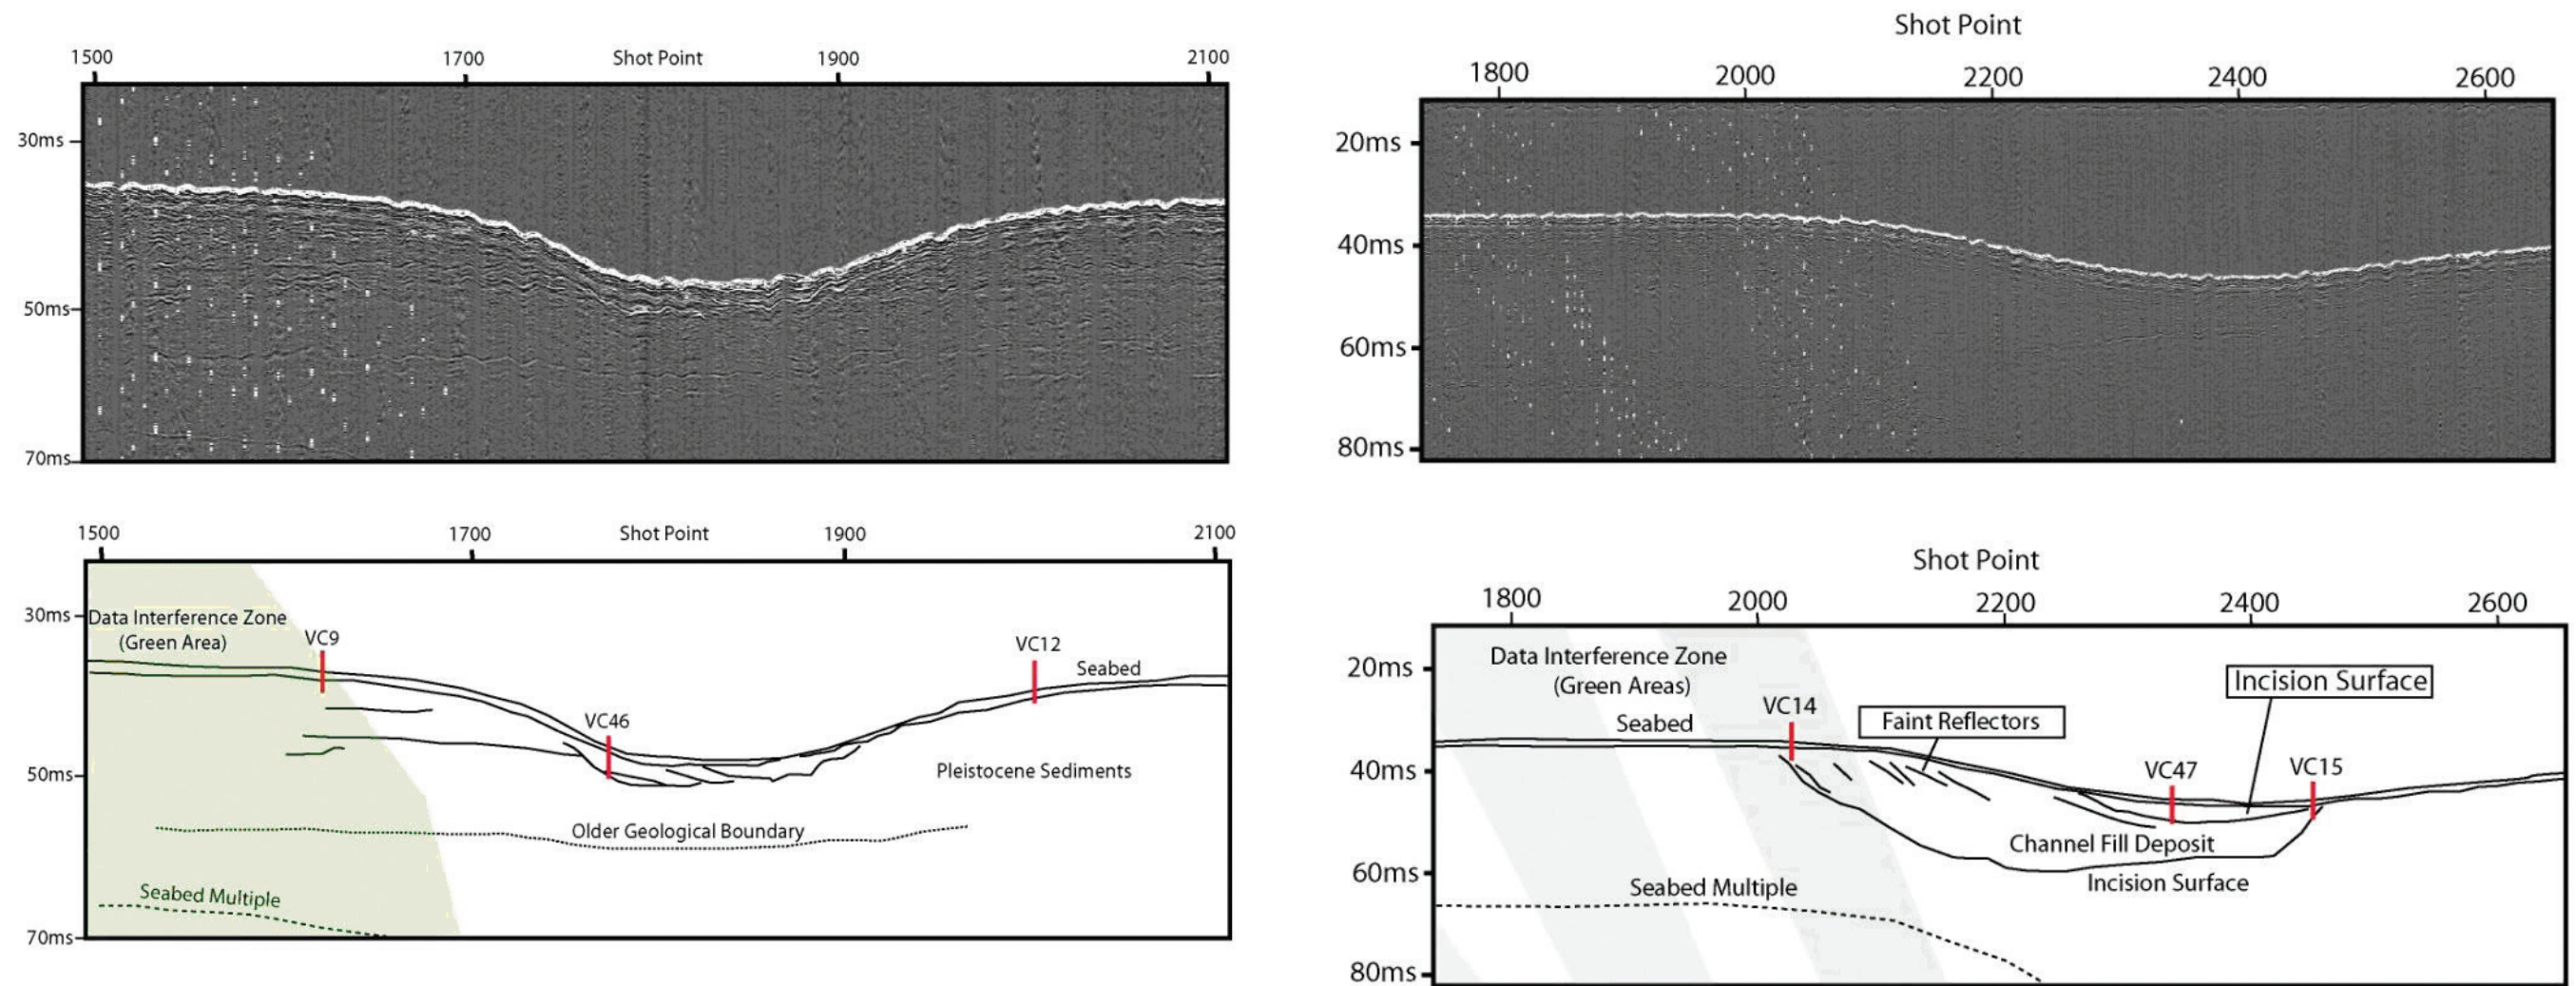 1500 1700 Shot Point 1900 2100
30ms
50ms
70ms
Shot Point
1800 2000 2200 2400 2600
20ms
40ms
60ms
80ms
1500 1700 Shot Point 1900 2100
30ms
50ms
70ms
Data Interference Zone
(Green Area)
VC9
VC12
Seabed
VC46
Pleistocene Sediments
Older Geological Boundary
Seabed Multiple
Shot Point
1800 2000 2200 2400 2600
20ms
40ms
60ms
80ms
Data Interference Zone
(Green Areas)
Incision Surface
VC14
Seabed
Faint Reflectors
VC47
VC15
Channel Fill Deposit
Incision Surface
Seabed Multiple